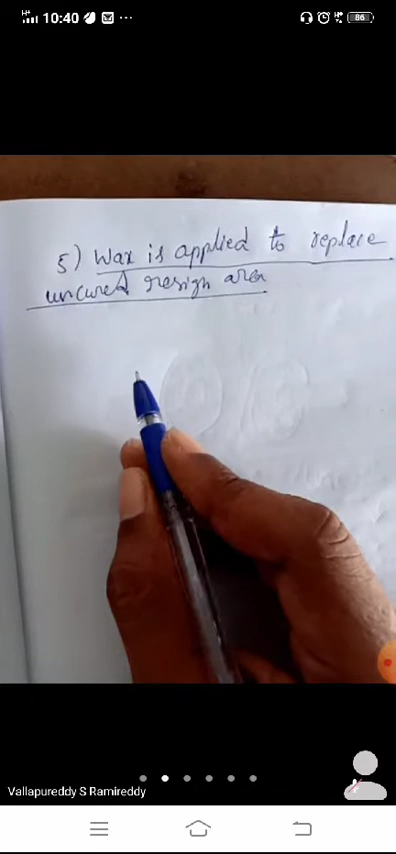 H+ 10:40 ... H+ 86
5) Wax is applied to replace
uncured resign area
Vallapureddy S Ramireddy